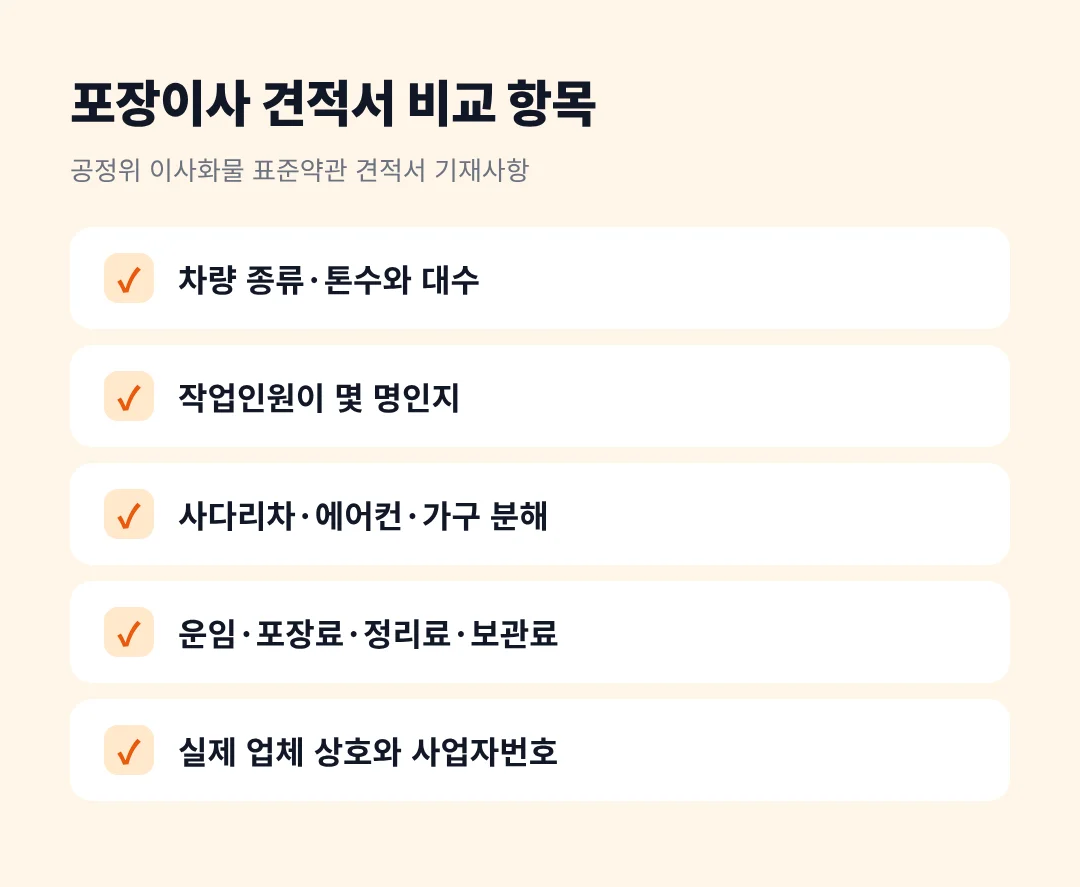 포장이사 견적서 비교 항목
공정위 이사화물 표준약관 견적서 기재사항
차량 종류·톤수와 대수
작업인원이 몇 명인지
사다리차·에어컨·가구 분해
운임·포장료·정리료·보관료
실제 업체 상호와 사업자번호